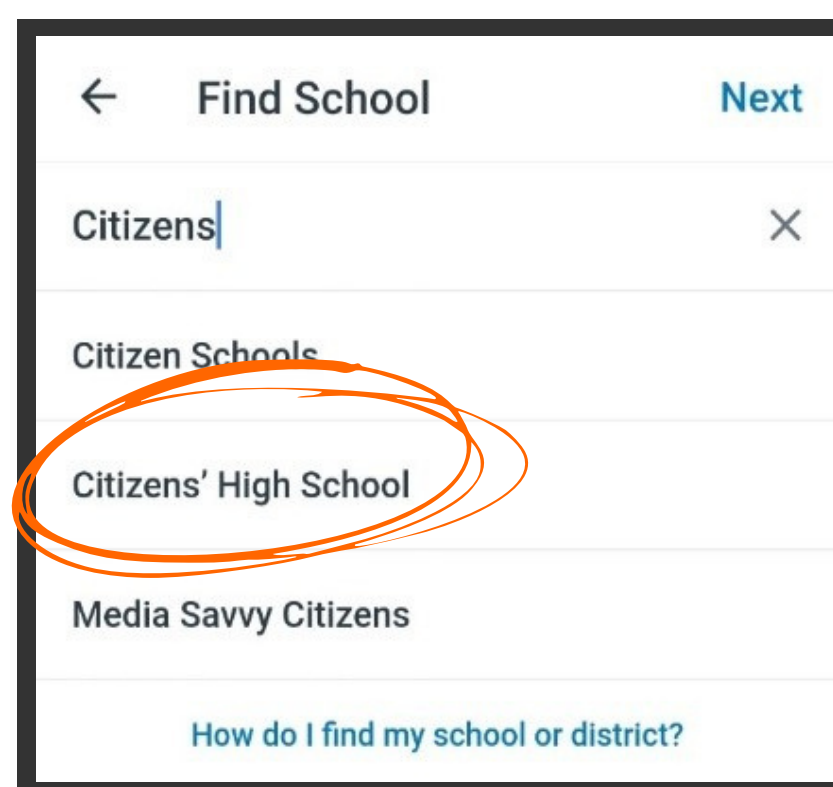 Find School Next
Citizens
Citizen Schools
Citizens’ High School
Media Savvy Citizens
How do I find my school or district?